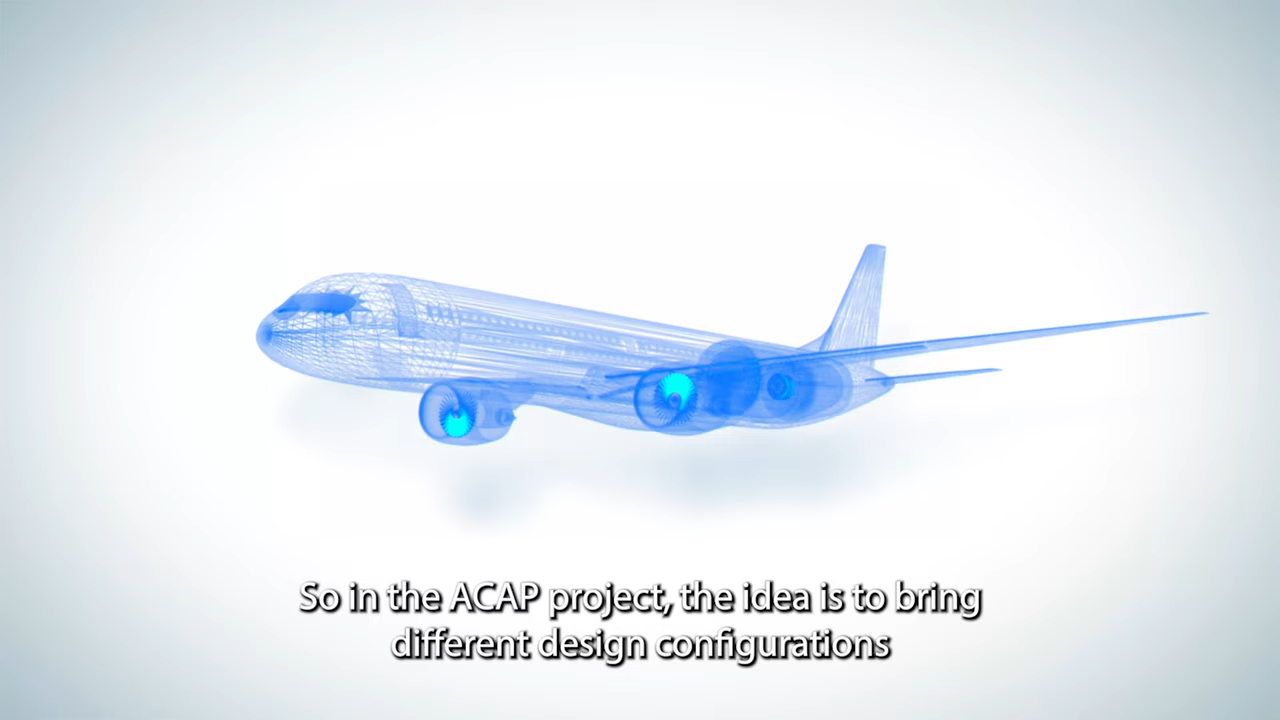 So in the ACAP project, the idea is to bring
different design configurations